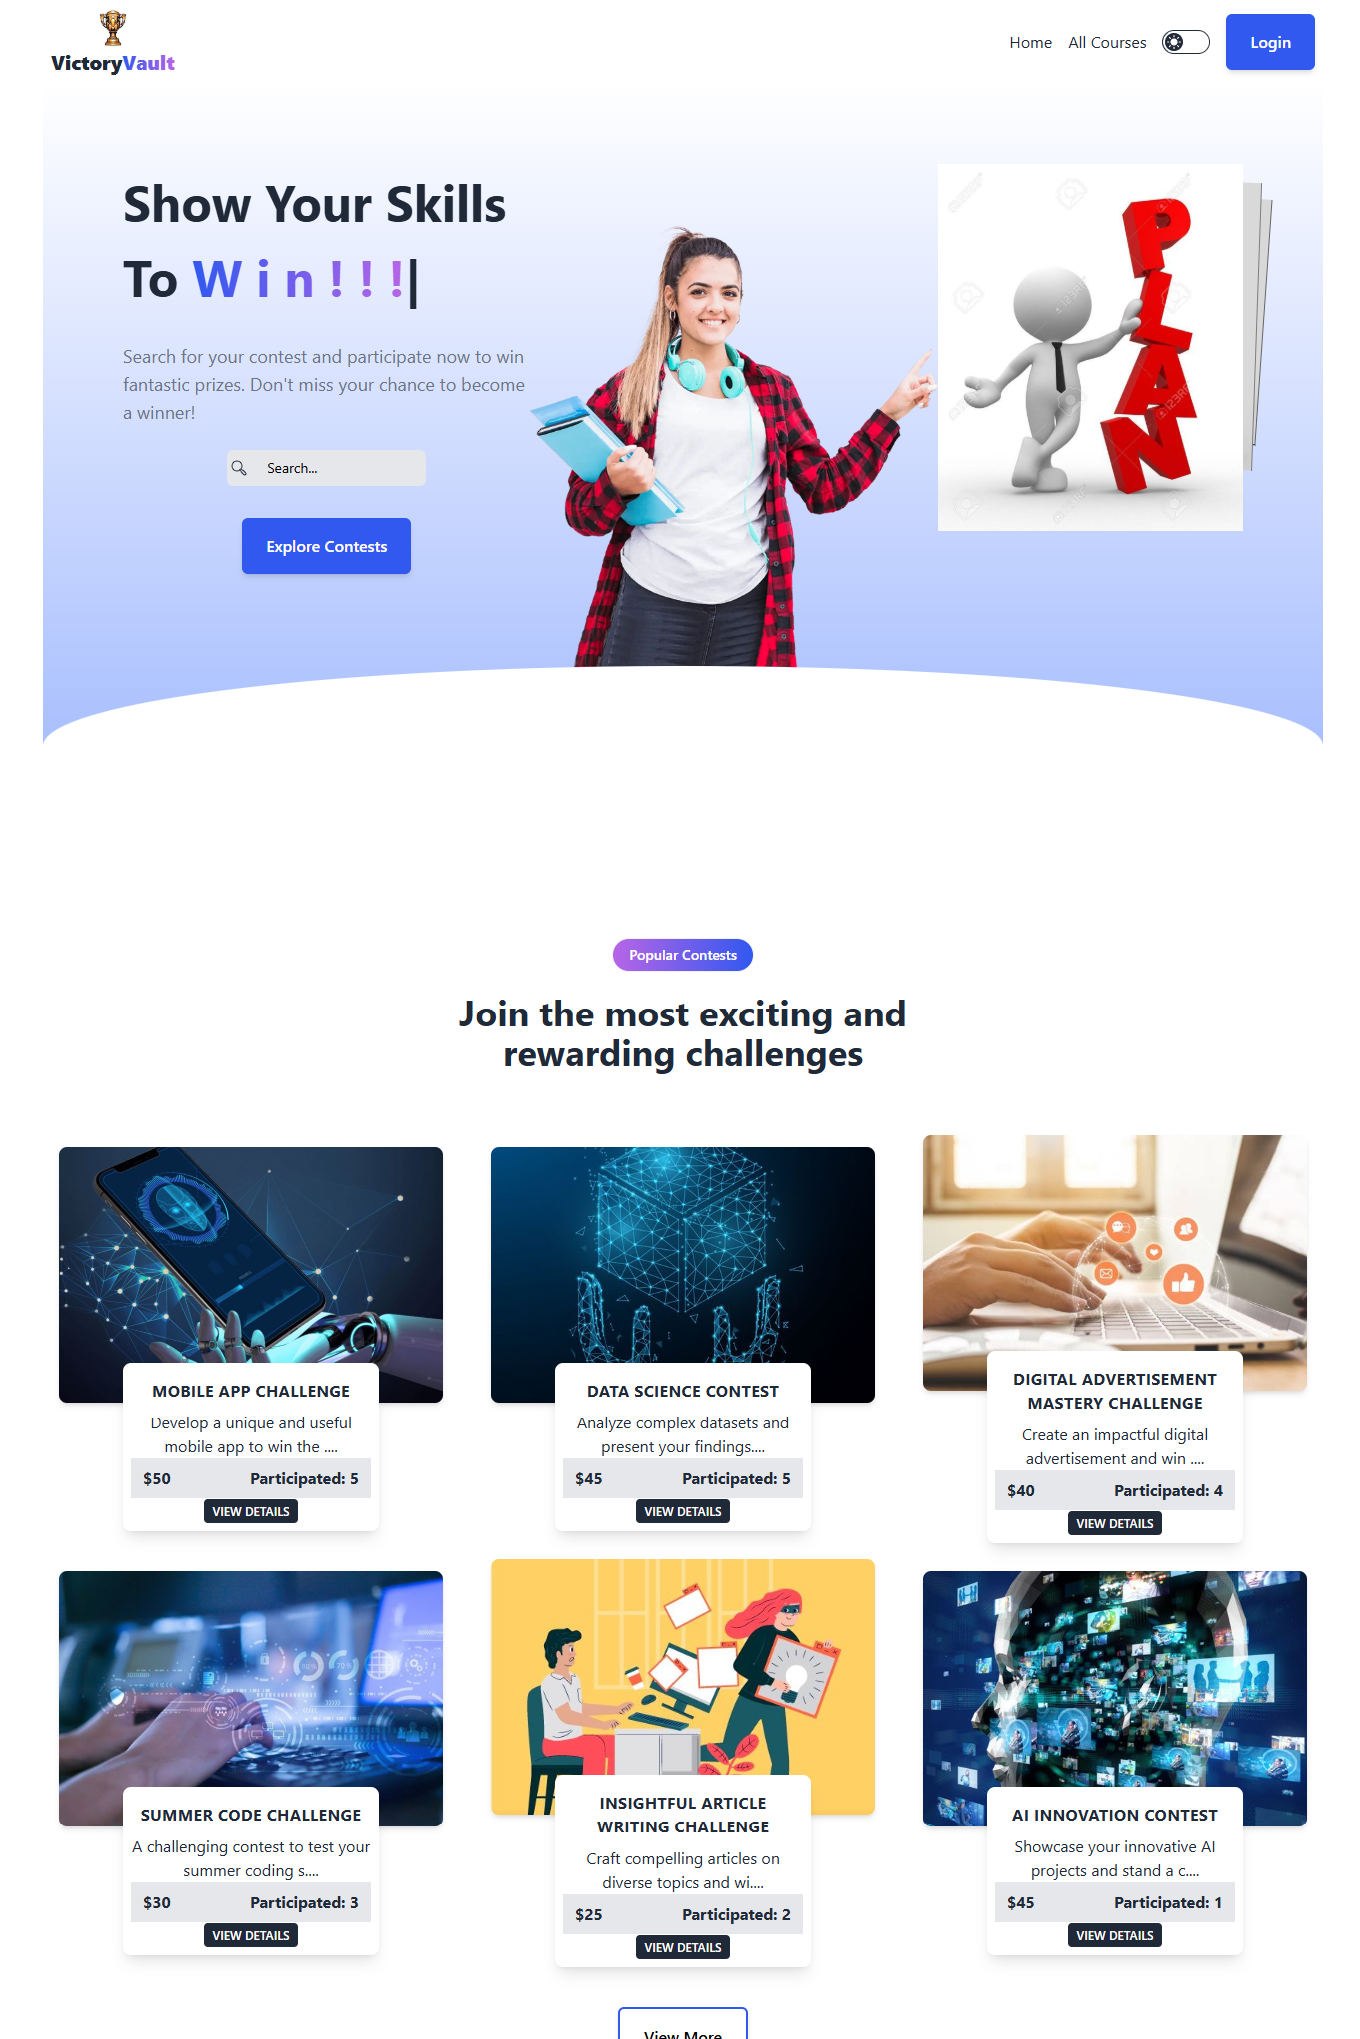 VictoryVault
Home
All Courses
Login
Show Your Skills
To Win!!!|
Search for your contest and participate now to win
fantastic prizes. Don't miss your chance to become
a winner!
Search...
Explore Contests
PLAN
Popular Contests
Join the most exciting and
rewarding challenges
MOBILE APP CHALLENGE
Develop a unique and useful
mobile app to win the ....
$50 Participated: 5
VIEW DETAILS
DATA SCIENCE CONTEST
Analyze complex datasets and
present your findings....
$45 Participated: 5
VIEW DETAILS
DIGITAL ADVERTISEMENT
MASTERY CHALLENGE
Create an impactful digital
advertisement and win ....
$40 Participated: 4
VIEW DETAILS
SUMMER CODE CHALLENGE
A challenging contest to test your
summer coding s....
$30 Participated: 3
VIEW DETAILS
INSIGHTFUL ARTICLE
WRITING CHALLENGE
Craft compelling articles on
diverse topics and wi....
$25 Participated: 2
VIEW DETAILS
AI INNOVATION CONTEST
Showcase your innovative AI
projects and stand a c....
$45 Participated: 1
VIEW DETAILS
View More